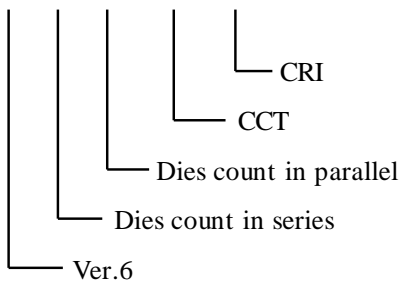 CRI
CCT
Dies count in parallel
Dies count in series
Ver.6